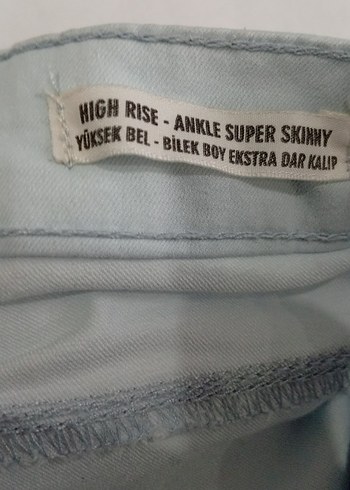 HIGH RISE - ANKLE SUPER SKINNY
YÜKSEK BEL - BİLEK BOY EKSTRA DAR KALIP